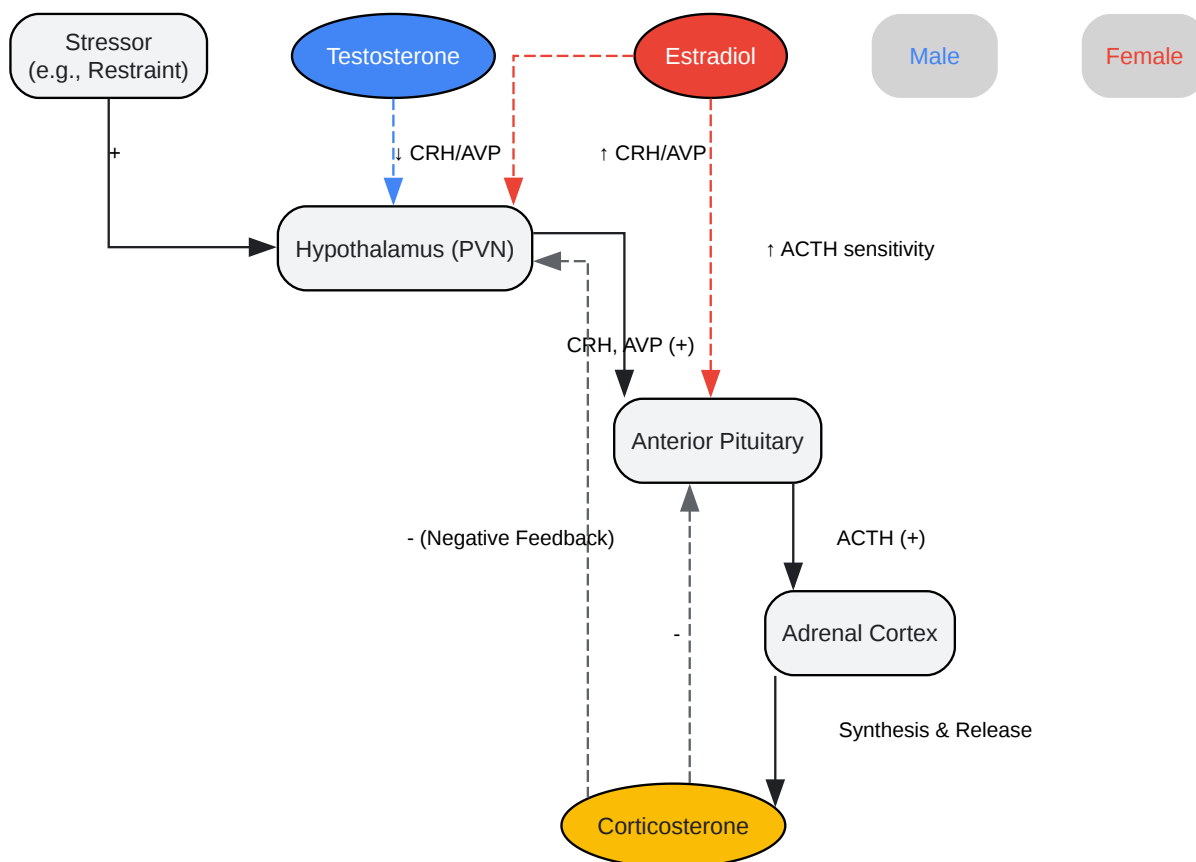 Stressor
(e.g., Restraint)
Testosterone
Estradiol
Male
Female
+
↓ CRH/AVP
↑ CRH/AVP
Hypothalamus (PVN)
↑ ACTH sensitivity
CRH, AVP (+)
Anterior Pituitary
- (Negative Feedback)
ACTH (+)
-
Adrenal Cortex
Synthesis & Release
Corticosterone